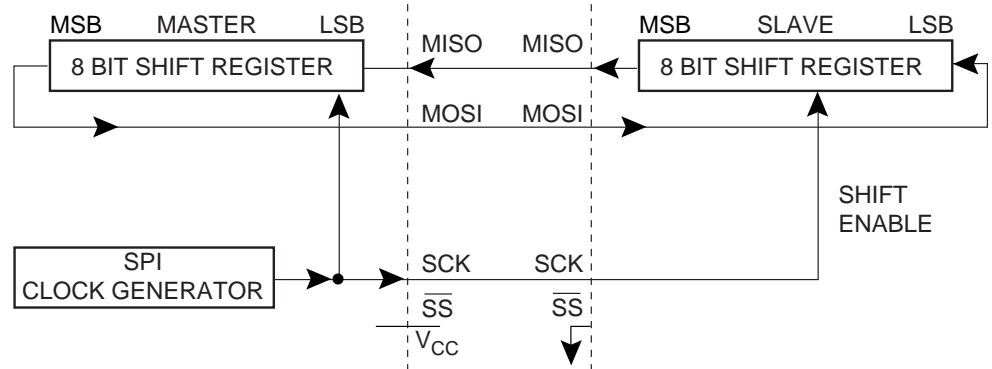 MSB MASTER LSB
MISO MISO
MSB SLAVE LSB
8 BIT SHIFT REGISTER
8 BIT SHIFT REGISTER
MOSI MOSI
SHIFT
ENABLE
SPI
CLOCK GENERATOR
SCK SCK
SS SS
VCC